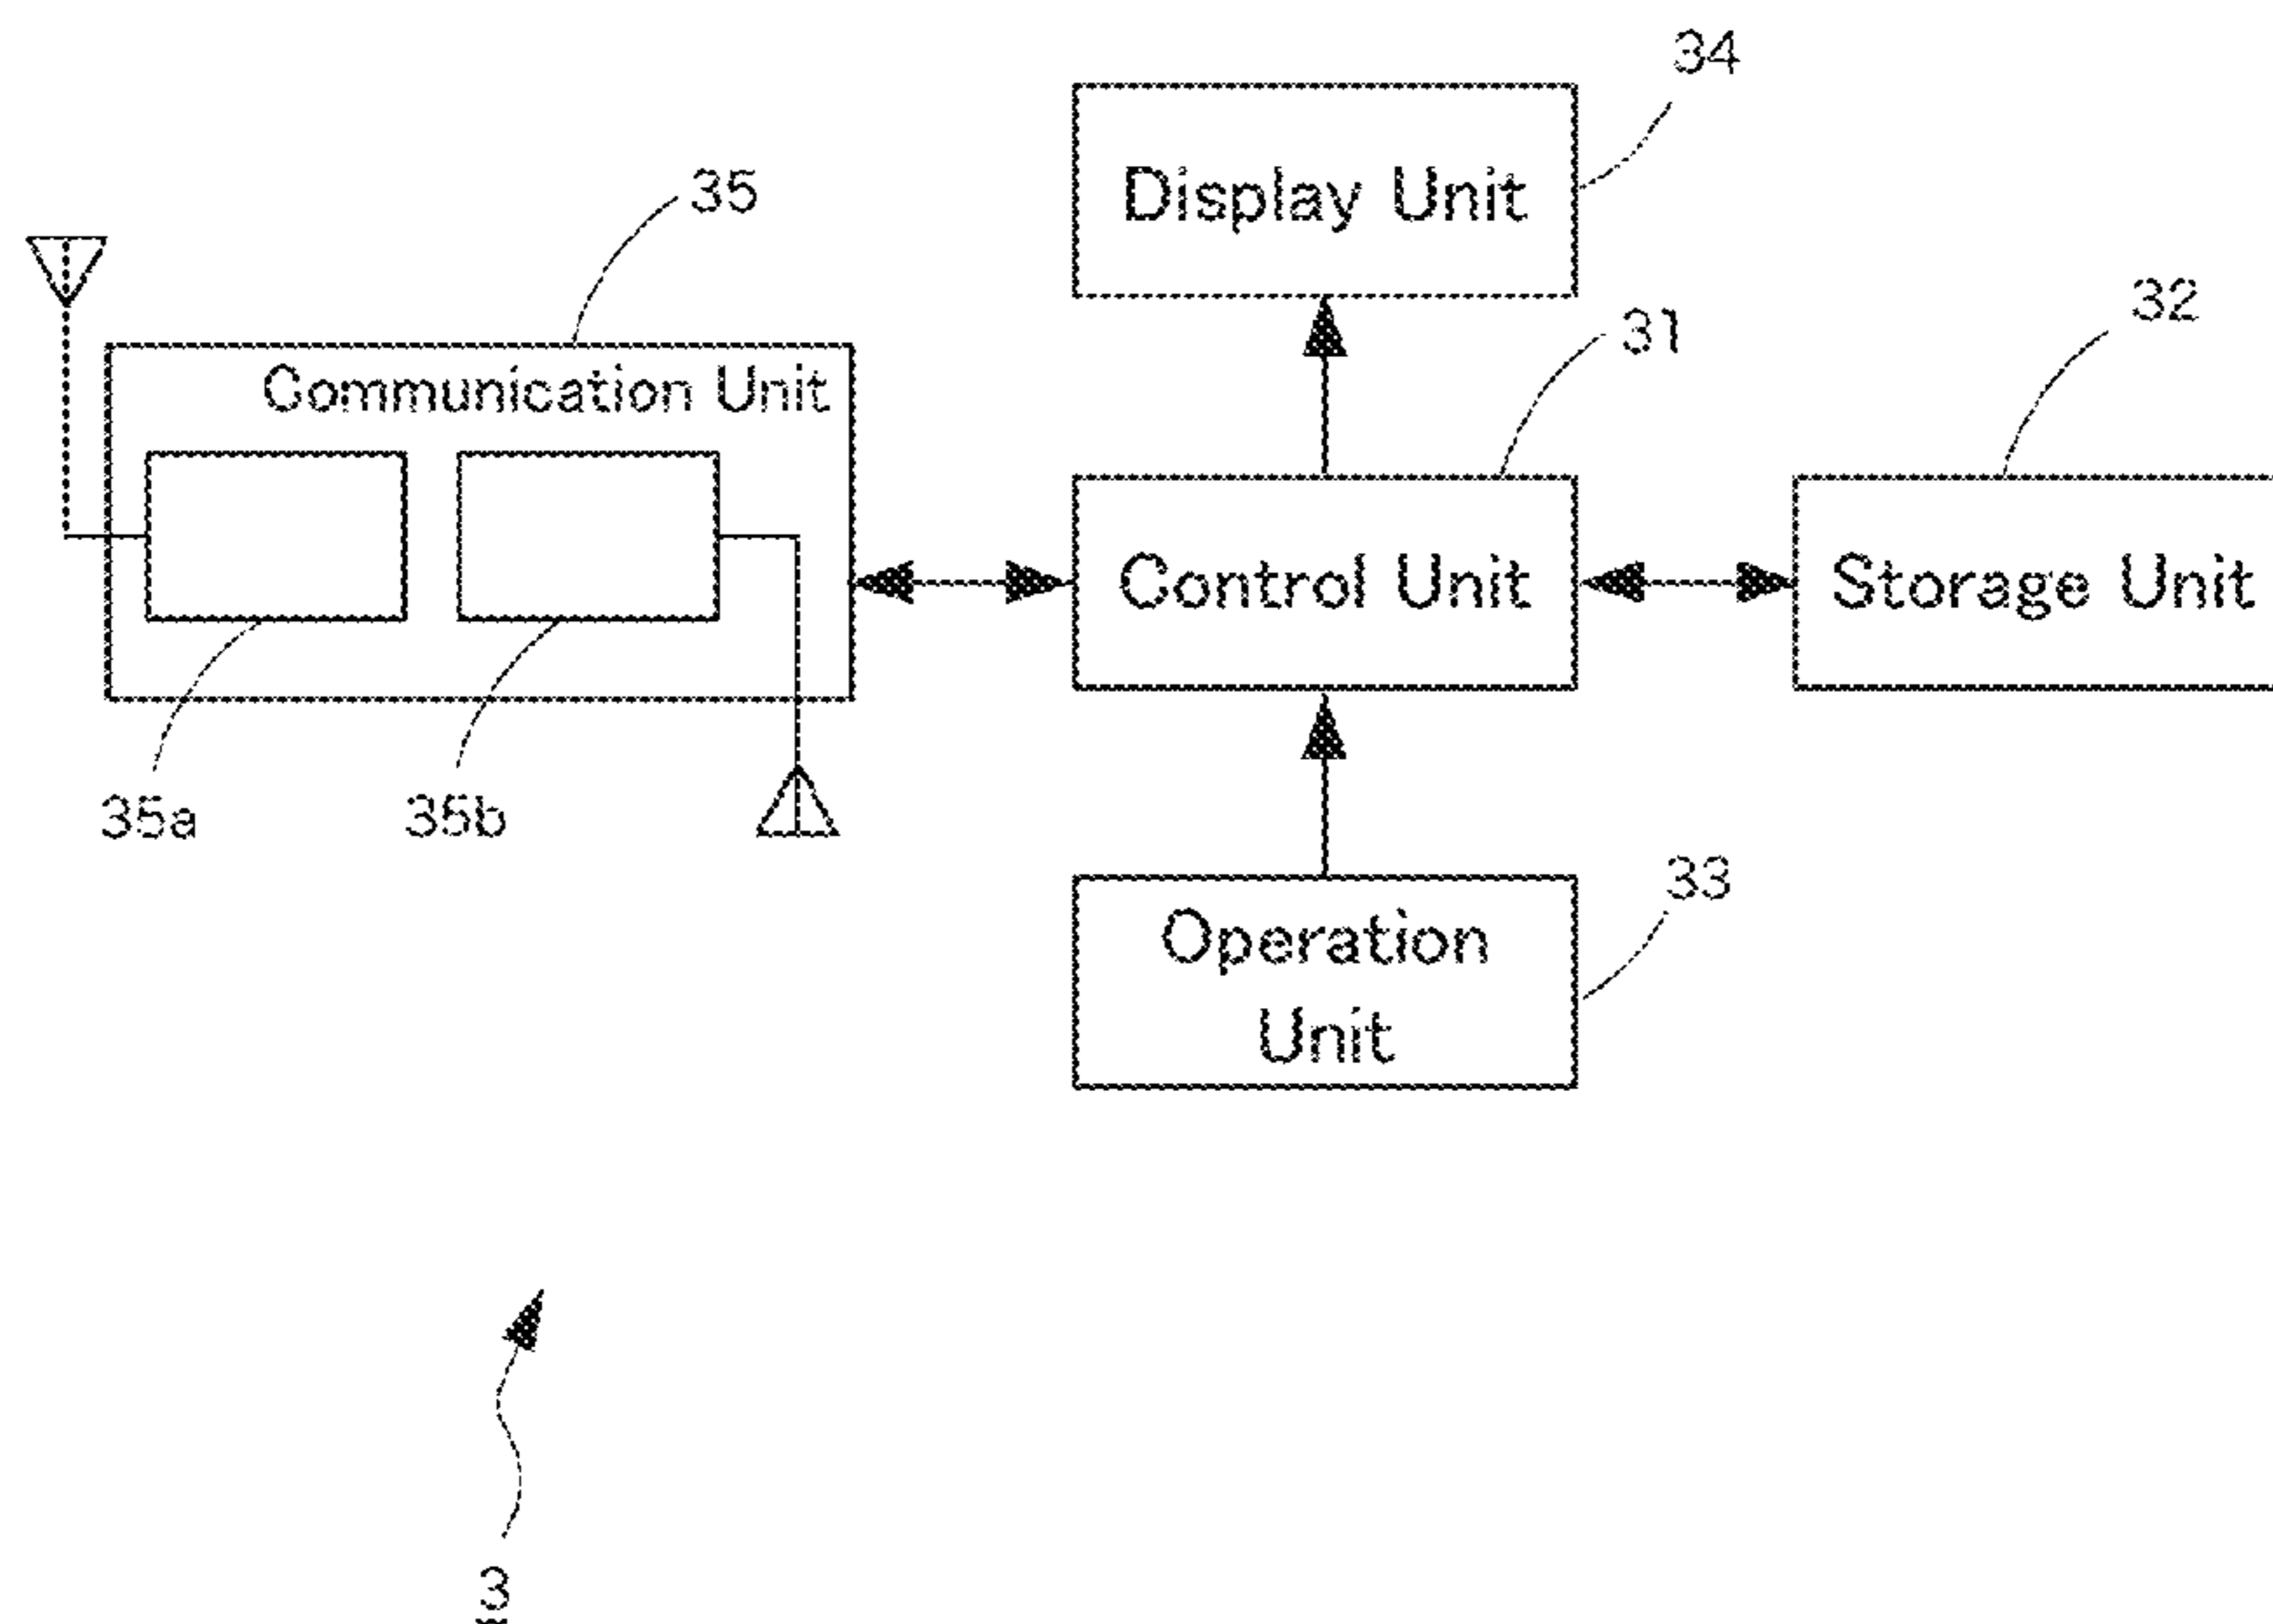 34
Display Unit
35
31
32
Communication Unit
Control Unit
Storage Unit
35a
35b
33
Operation
Unit
3